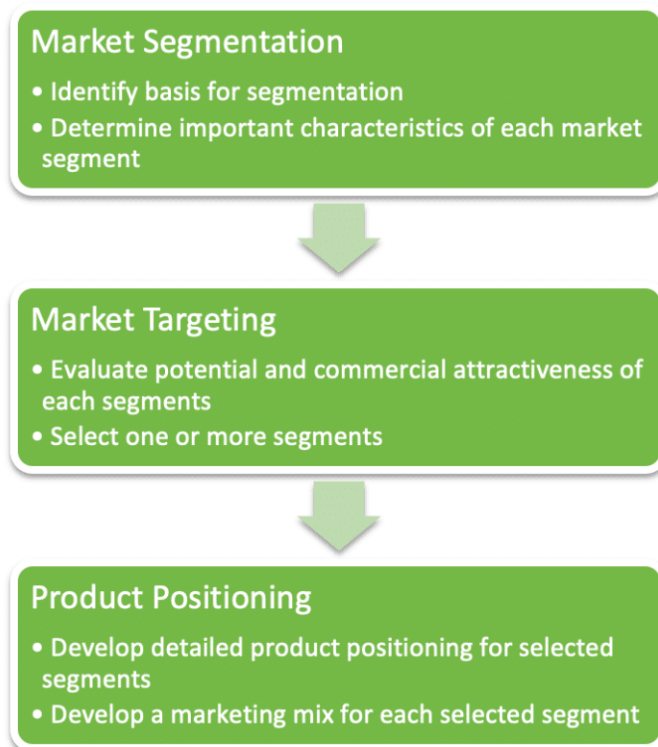 Market Segmentation
• Identify basis for segmentation
• Determine important characteristics of each market
segment
Market Targeting
• Evaluate potential and commercial attractiveness of
each segments
• Select one or more segments
Product Positioning
• Develop detailed product positioning for selected
segments
• Develop a marketing mix for each selected segment